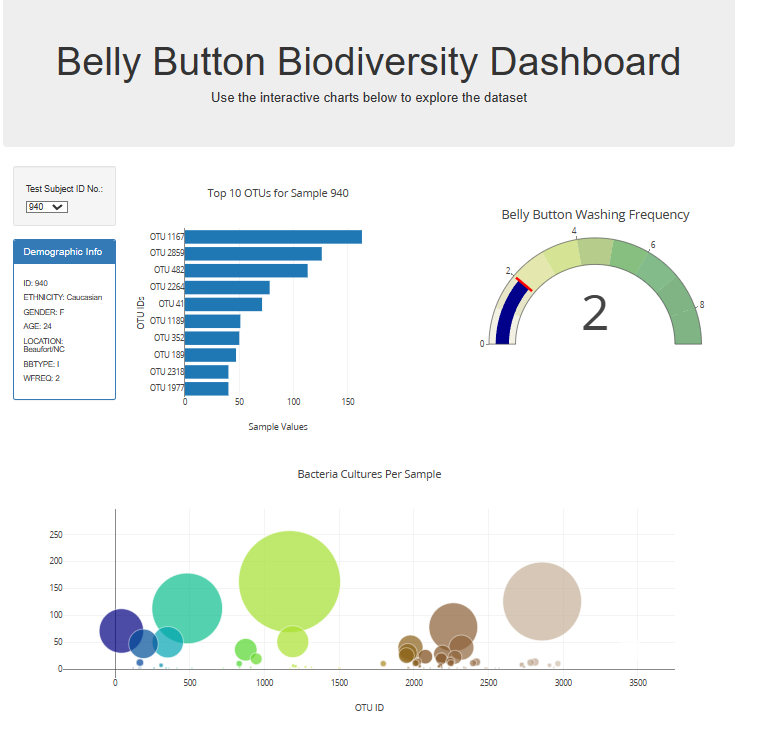 Belly Button Biodiversity Dashboard
Use the interactive charts below to explore the dataset
Test Subject ID No.:
940
Demographic Info
ID: 940
ETHNICITY: Caucasian
GENDER: F
AGE: 24
LOCATION:
Beaufort/NC
BBTYPE: I
WFREQ: 2
Top 10 OTUs for Sample 940
OTU IDs
OTU 1167
OTU 2859
OTU 482
OTU 2264
OTU 41
OTU 1189
OTU 352
OTU 189
OTU 2318
OTU 1977
0 50 100 150
Sample Values
Belly Button Washing Frequency
0
2
4
6
8
2
Bacteria Cultures Per Sample
250
200
150
100
50
0
0 500 1000 1500 2000 2500 3000 3500
OTU ID